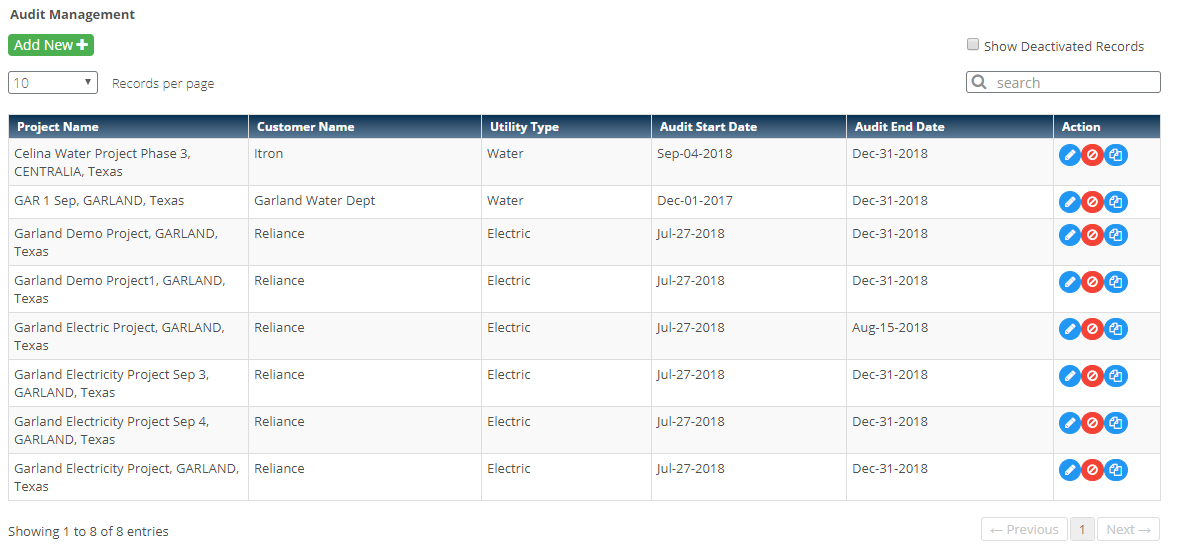 Audit Management
Add New
Show Deactivated Records
10 Records per page search
Project Name Customer Name Utility Type Audit Start Date Audit End Date Action
Celina Water Project Phase 3, Itron Water Sep-04-2018 Dec-31-2018
CENTRALIA, Texas
GAR 1 Sep, GARLAND, Texas Garland Water Dept Water Dec-01-2017 Dec-31-2018
Garland Demo Project, GARLAND, Reliance Electric Jul-27-2018 Dec-31-2018
Texas
Garland Demo Project1, GARLAND, Reliance Electric Jul-27-2018 Dec-31-2018
Texas
Garland Electric Project, GARLAND, Reliance Electric Jul-27-2018 Aug-15-2018
Texas
Garland Electricity Project Sep 3, Reliance Electric Jul-27-2018 Dec-31-2018
GARLAND, Texas
Garland Electricity Project Sep 4, Reliance Electric Jul-27-2018 Dec-31-2018
GARLAND, Texas
Garland Electricity Project, GARLAND, Reliance Electric Jul-27-2018 Dec-31-2018
Texas
Showing 1 to 8 of 8 entries ← Previous 1 Next →